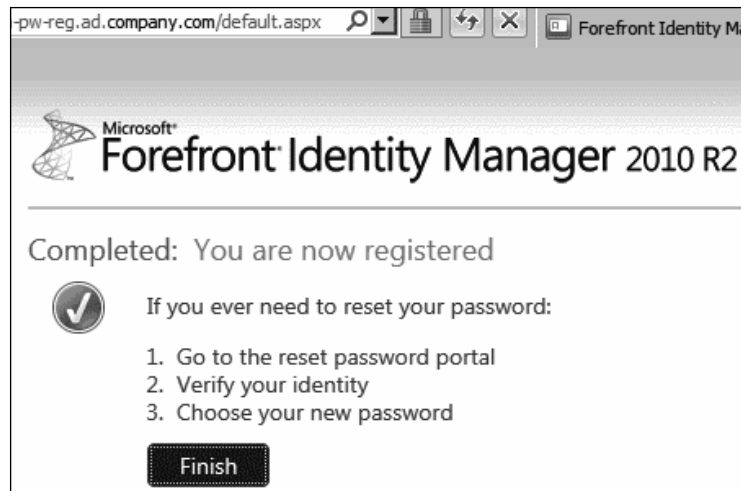 -pw-reg.ad.company.com/default.aspx
Forefront Identity Ma
Microsoft®
Forefront® Identity Manager 2010 R2
Completed: You are now registered
If you ever need to reset your password:
1. Go to the reset password portal
2. Verify your identity
3. Choose your new password
Finish